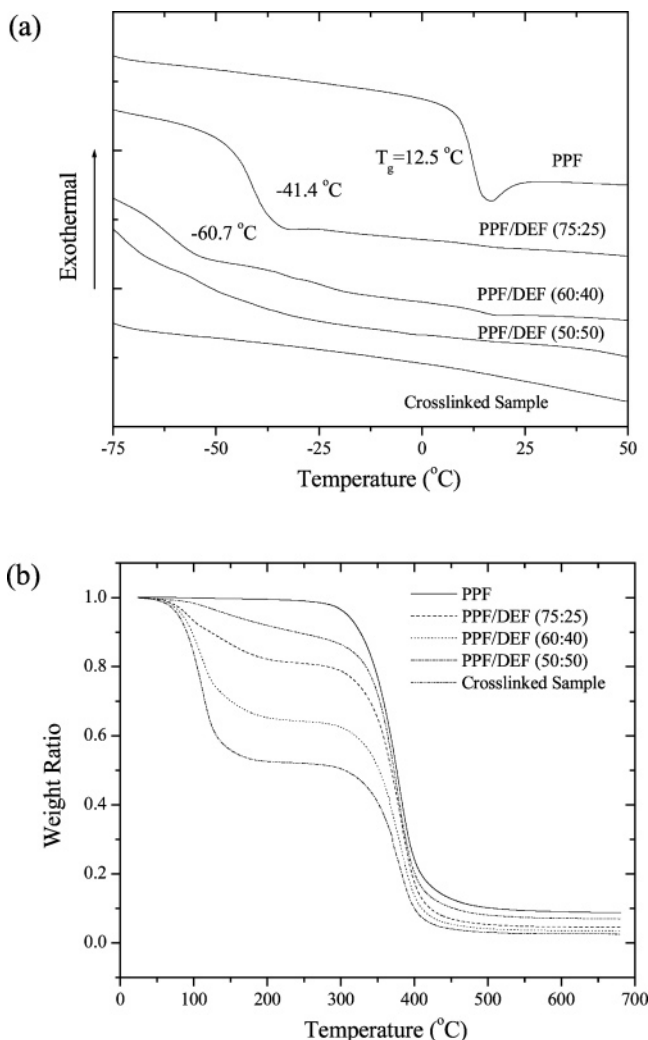 (a)
T_g=12.5 °C
PPF
-41.4 °C
-60.7 °C
PPF/DEF (75:25)
PPF/DEF (60:40)
PPF/DEF (50:50)
Crosslinked Sample
Exothermal
-75 -50 -25 0 25 50
Temperature (°C)
(b)
PPF
PPF/DEF (75:25)
PPF/DEF (60:40)
PPF/DEF (50:50)
Crosslinked Sample
1.0
0.8
0.6
0.4
0.2
0.0
Weight Ratio
0 100 200 300 400 500 600 700
Temperature (°C)